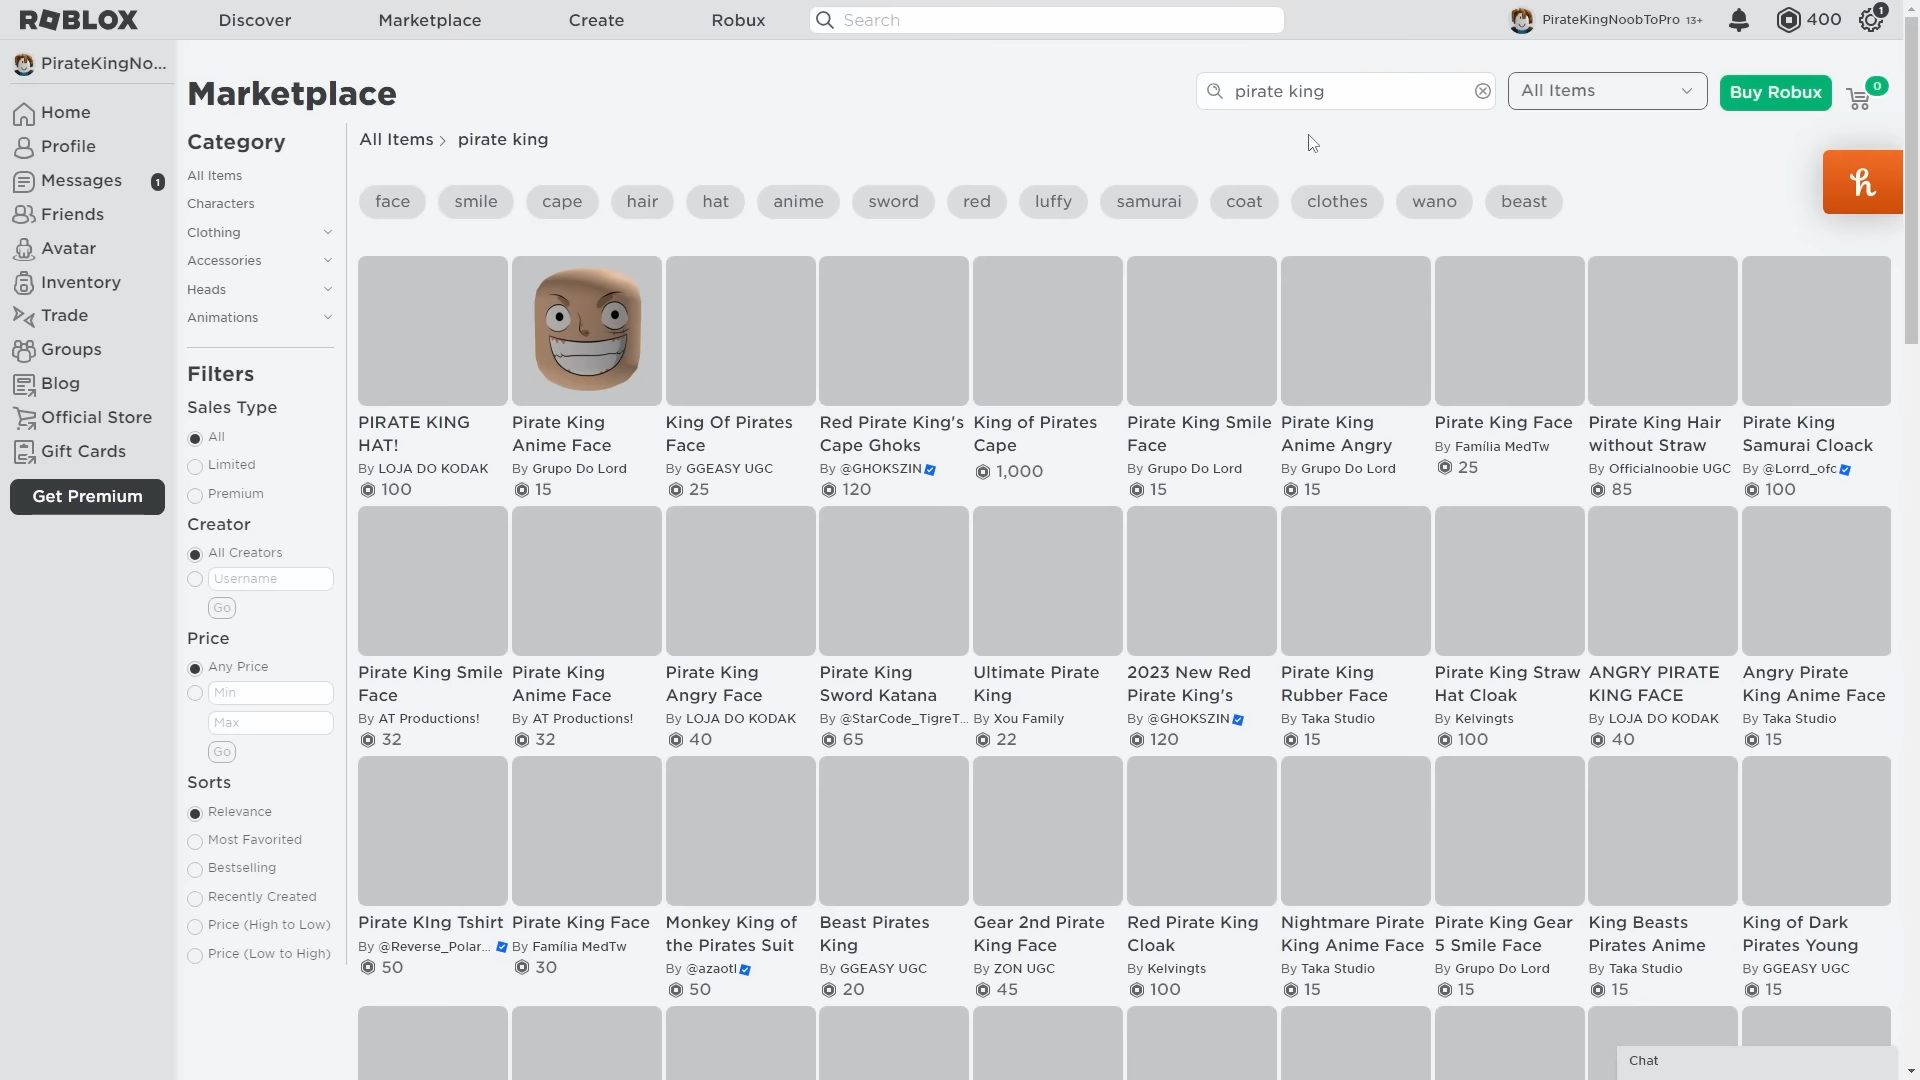 ROBLOX
Discover
Marketplace
Create
Robux
Search
PirateKingNoobToPro 13+
400
1
PirateKingNo...
Home
Profile
Messages
1
Friends
Avatar
Inventory
Trade
Groups
Blog
Official Store
Gift Cards
Get Premium
Marketplace
pirate king
All Items
Buy Robux
0
Category
All Items
Characters
Clothing
Accessories
Heads
Animations
Filters
Sales Type
All
Limited
Premium
Creator
All Creators
Username
Go
Price
Any Price
Min
Max
Go
Sorts
Relevance
Most Favorited
Bestselling
Recently Created
Price (High to Low)
Price (Low to High)
All Items > pirate king
face
smile
cape
hair
hat
anime
sword
red
luffy
samurai
coat
clothes
wano
beast
PIRATE KING
HAT!
By LOJA DO KODAK
100
Pirate King
Anime Face
By Grupo Do Lord
15
King Of Pirates
Face
By GGEASY UGC
25
Red Pirate King's
Cape Ghoks
By @GHOKSZIN
120
King of Pirates
Cape
1,000
Pirate King Smile
Face
By Grupo Do Lord
15
Pirate King
Anime Angry
By Grupo Do Lord
15
Pirate King Face
By Família MedTw
25
Pirate King Hair
without Straw
By Officialnoobie UGC
85
Pirate King
Samurai Cloack
By @Lorrd_ofc
100
Pirate King Smile
Face
By AT Productions!
32
Pirate King
Anime Face
By AT Productions!
32
Pirate King
Angry Face
By LOJA DO KODAK
40
Pirate King
Sword Katana
By @StarCode_TigreT...
65
Ultimate Pirate
King
By Xou Family
22
2023 New Red
Pirate King's
By @GHOKSZIN
120
Pirate King
Rubber Face
By Taka Studio
15
Pirate King Straw
Hat Cloak
By Kelvingts
100
ANGRY PIRATE
KING FACE
By LOJA DO KODAK
40
Angry Pirate
King Anime Face
By Taka Studio
15
Pirate KIng Tshirt
By @Reverse_Polar...
50
Pirate King Face
By Família MedTw
30
Monkey King of
the Pirates Suit
By @azaotl
50
Beast Pirates
King
By GGEASY UGC
20
Gear 2nd Pirate
King Face
By ZON UGC
45
Red Pirate King
Cloak
By Kelvingts
100
Nightmare Pirate
King Anime Face
By Taka Studio
15
Pirate King Gear
5 Smile Face
By Grupo Do Lord
15
King Beasts
Pirates Anime
By Taka Studio
15
King of Dark
Pirates Young
By GGEASY UGC
15
Chat